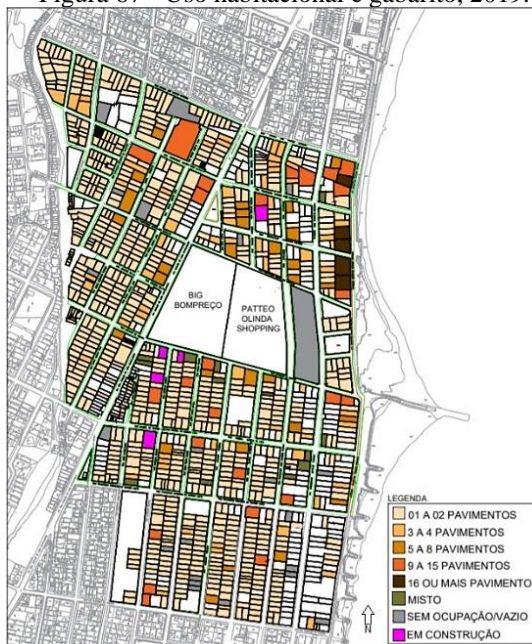 Figura 67 - Uso habitacional e gabarito, 2019.
BIG
BOMPREÇO
PATTEO
OLINDA
SHOPPING
LEGENDA
01 A 02 PAVIMENTOS
3 A 4 PAVIMENTOS
5 A 8 PAVIMENTOS
9 A 15 PAVIMENTOS
16 OU MAIS PAVIMENTO
MISTO
SEM OCUPAÇÃO/VAZIO
EM CONSTRUÇÃO